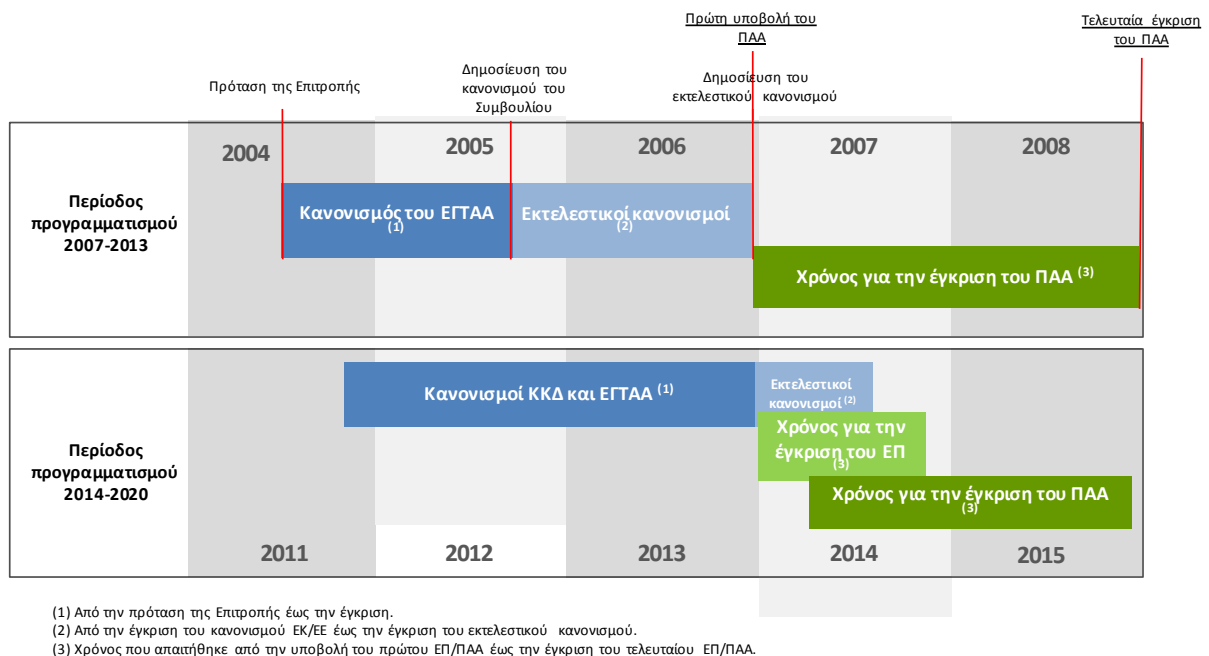 Πρώτη υποβολή του
ΠΑΑ
Τελευταία έγκριση
του ΠΑΑ
Πρόταση της Επιτροπής
Δημοσίευση του
κανονισμού του
Συμβουλίου
Δημοσίευση του
εκτελεστικού κανονισμού
2004
2005
2006
2007
2008
Περίοδος
προγραμματισμού
2007-2013
Κανονισμός του ΕΓΤΑΑ
(1)
Εκτελεστικοί κανονισμοί
(2)
Χρόνος για την έγκριση του ΠΑΑ (3)
Περίοδος
προγραμματισμού
2014-2020
Κανονισμοί ΚΚΔ και ΕΓΤΑΑ (1)
Εκτελεστικοί
κανονισμοί (2)
Χρόνος για την
έγκριση του ΕΠ
(3)
Χρόνος για την έγκριση του ΠΑΑ
(3)
2011
2012
2013
2014
2015
(1) Από την πρόταση της Επιτροπής έως την έγκριση.
(2) Από την έγκριση του κανονισμού ΕΚ/ΕΕ έως την έγκριση του εκτελεστικού κανονισμού.
(3) Χρόνος που απαιτήθηκε από την υποβολή του πρώτου ΕΠ/ΠΑΑ έως την έγκριση του τελευταίου ΕΠ/ΠΑΑ.